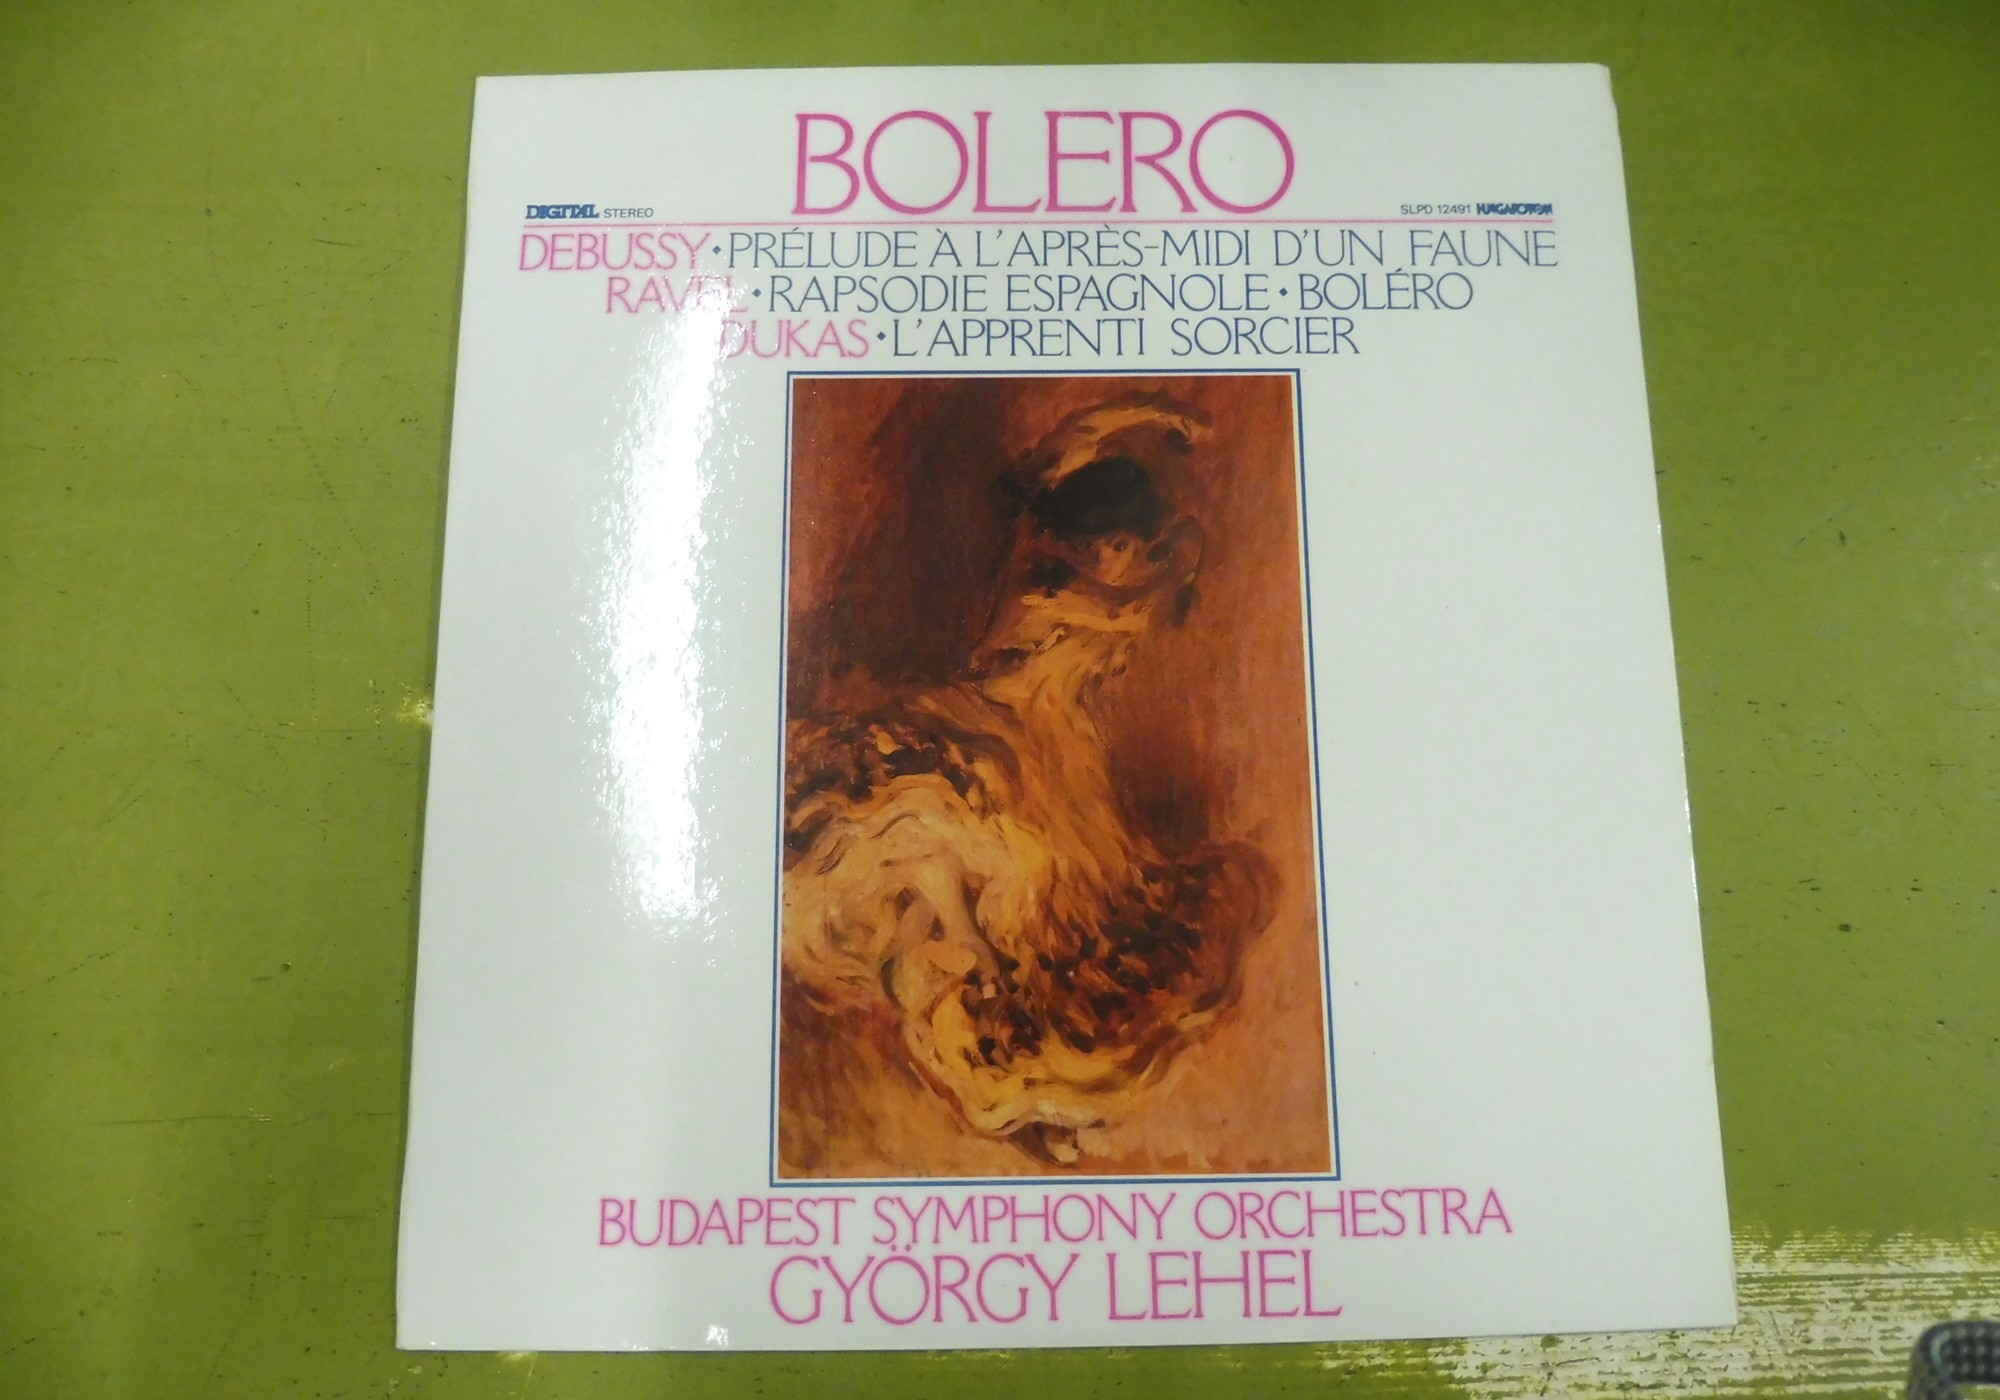 BOLERO
DIGITAL STEREO
SLPD 12491 HUNGAROTON
DEBUSSY · PRÉLUDE À L'APRÈS-MIDI D'UN FAUNE
RAVEL · RAPSODIE ESPAGNOLE · BOLÉRO
DUKAS · L'APPRENTI SORCIER
BUDAPEST SYMPHONY ORCHESTRA
GYÖRGY LEHEL